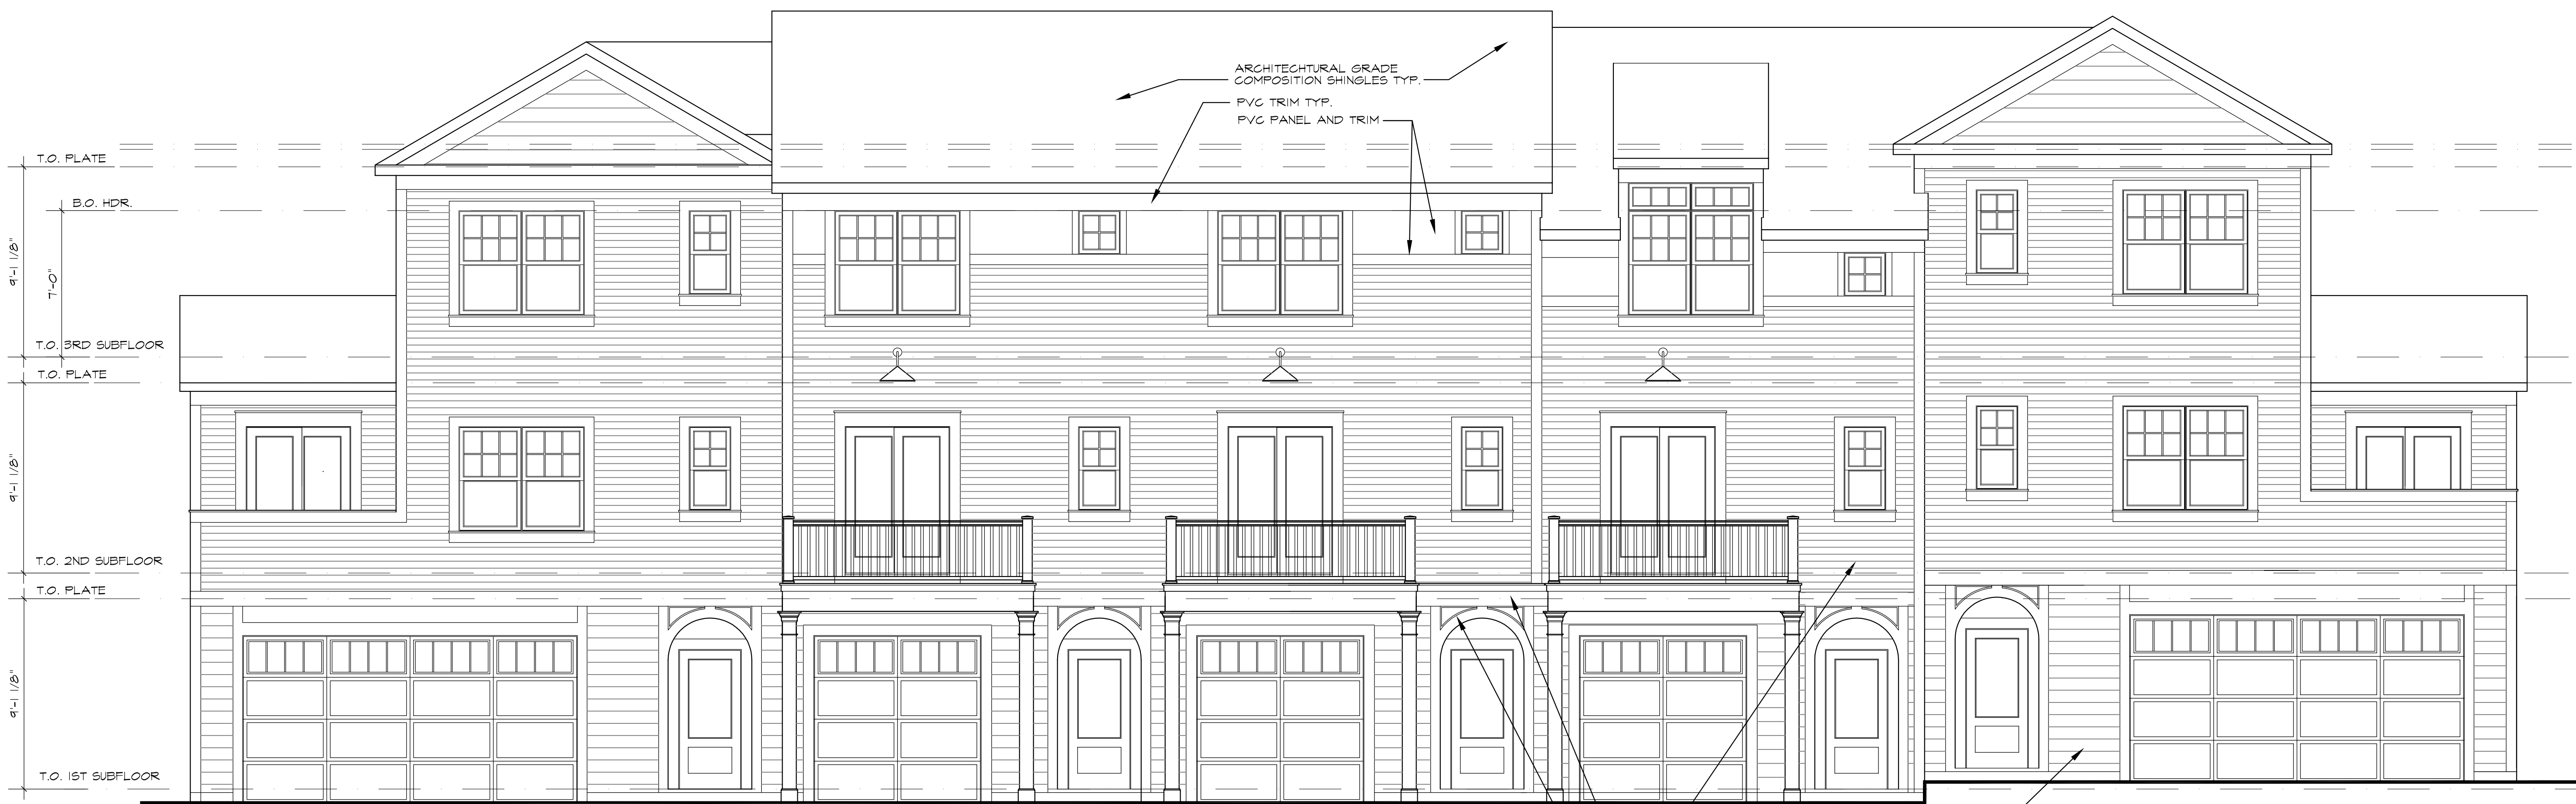 ARCHITECHTURAL GRADE
COMPOSITION SHINGLES TYP.
PVC TRIM TYP.
PVC PANEL AND TRIM
T.O. PLATE
B.O. HDR.
9'-1 1/8"
7'-0"
T.O. 3RD SUBFLOOR
T.O. PLATE
9'-1 1/8"
T.O. 2ND SUBFLOOR
T.O. PLATE
9'-1 1/8"
T.O. 1ST SUBFLOOR